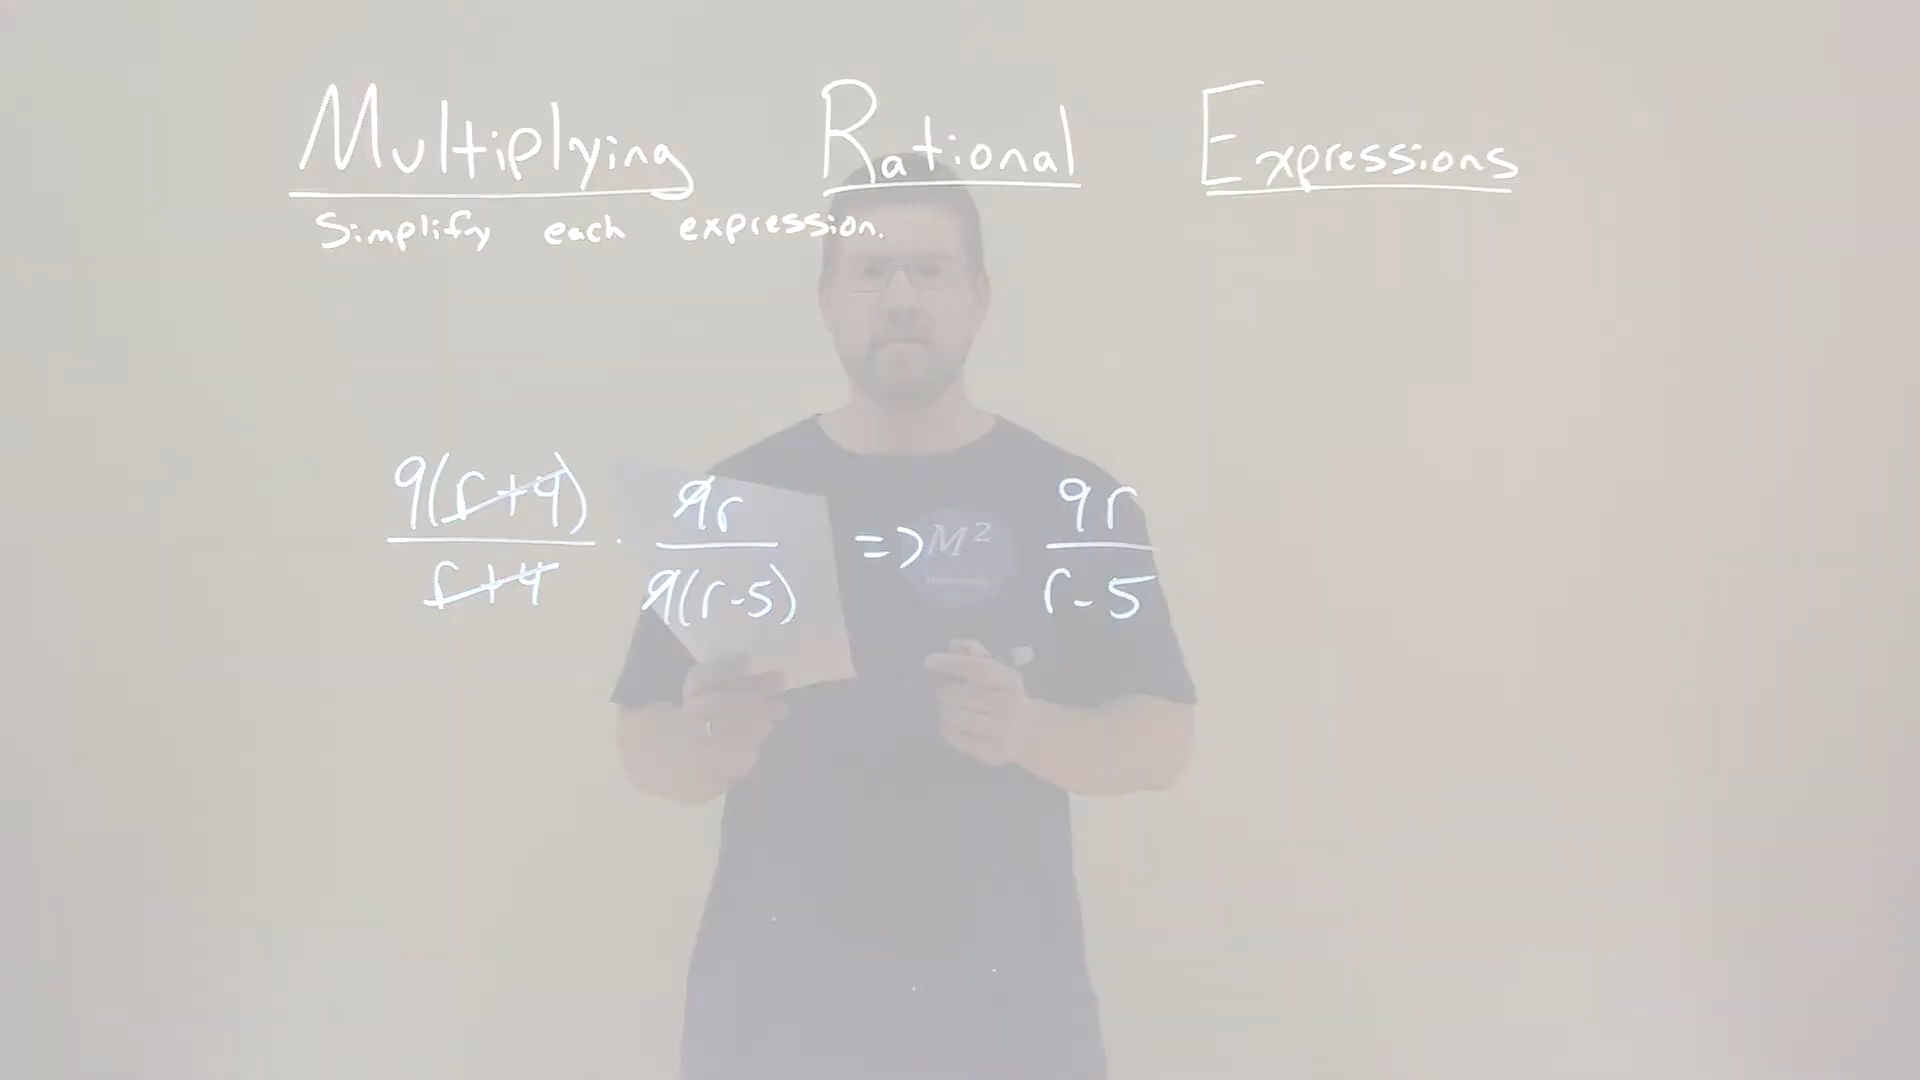 Multiplying Rational Expressions
Simplify each expression.
9(r+4) / r+4 · 9r / 9(r-5) => 9r / r-5
M²